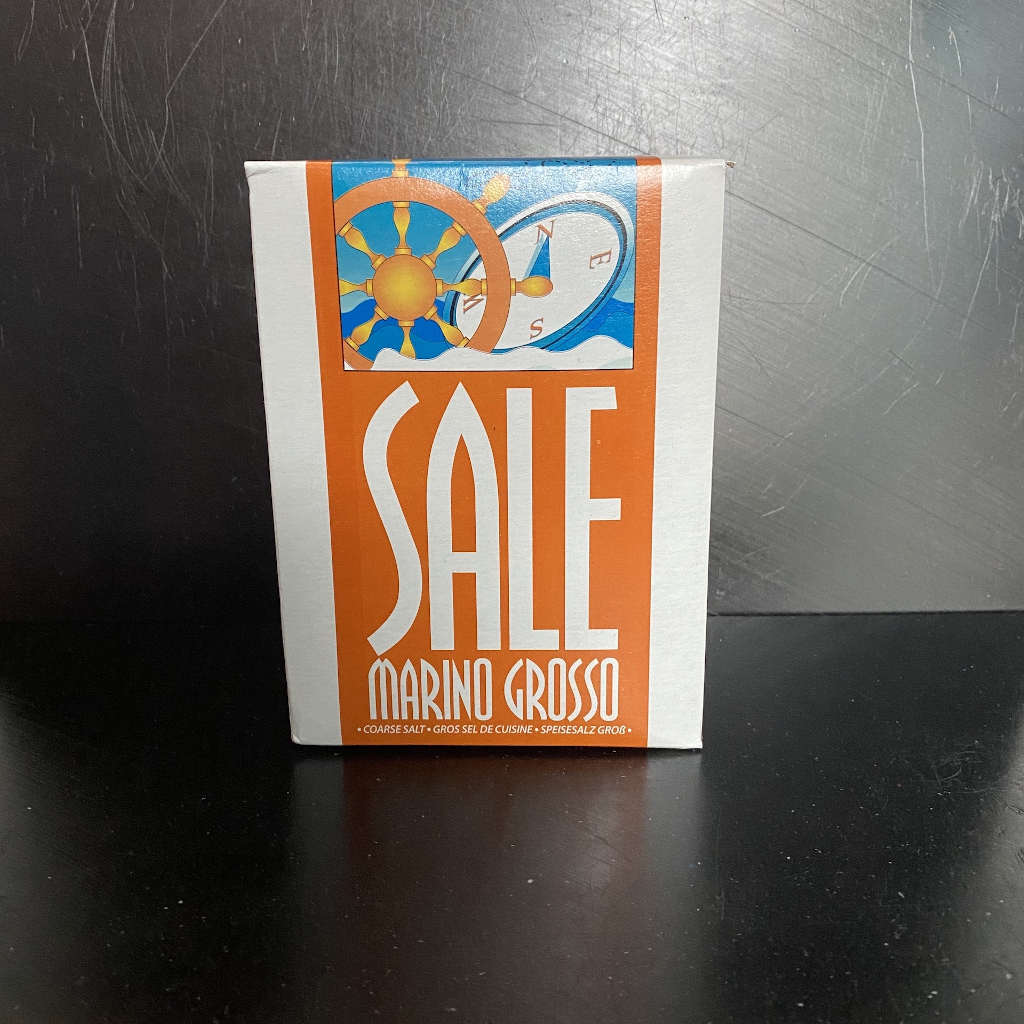 N
E
W
S
SALE
MARINO GROSSO
• COARSE SALT • GROS SEL DE CUISINE • SPEISESALZ GROß •